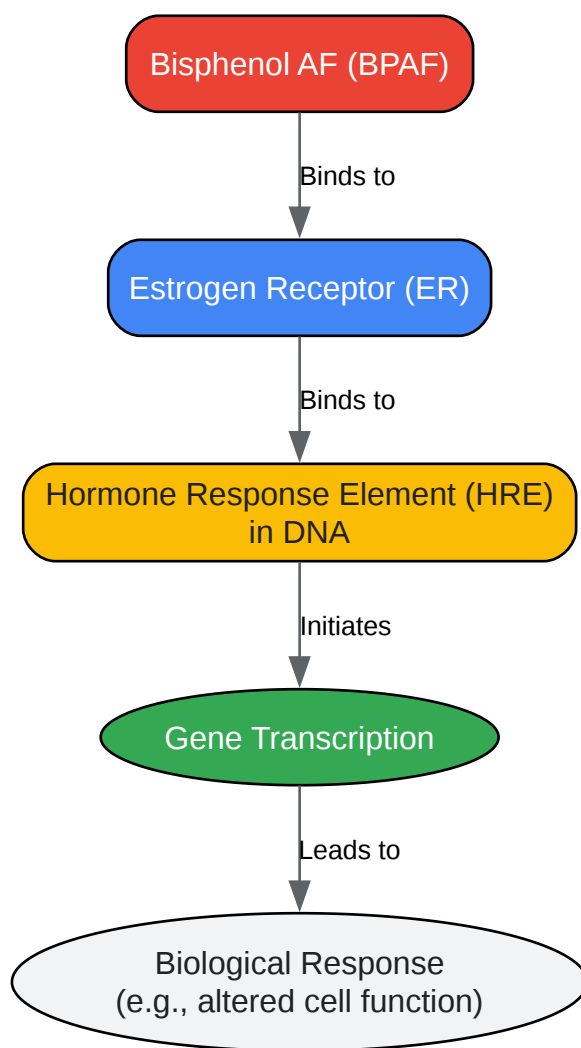 Bisphenol AF (BPAF)
Binds to
Estrogen Receptor (ER)
Binds to
Hormone Response Element (HRE)
in DNA
Initiates
Gene Transcription
Leads to
Biological Response
(e.g., altered cell function)